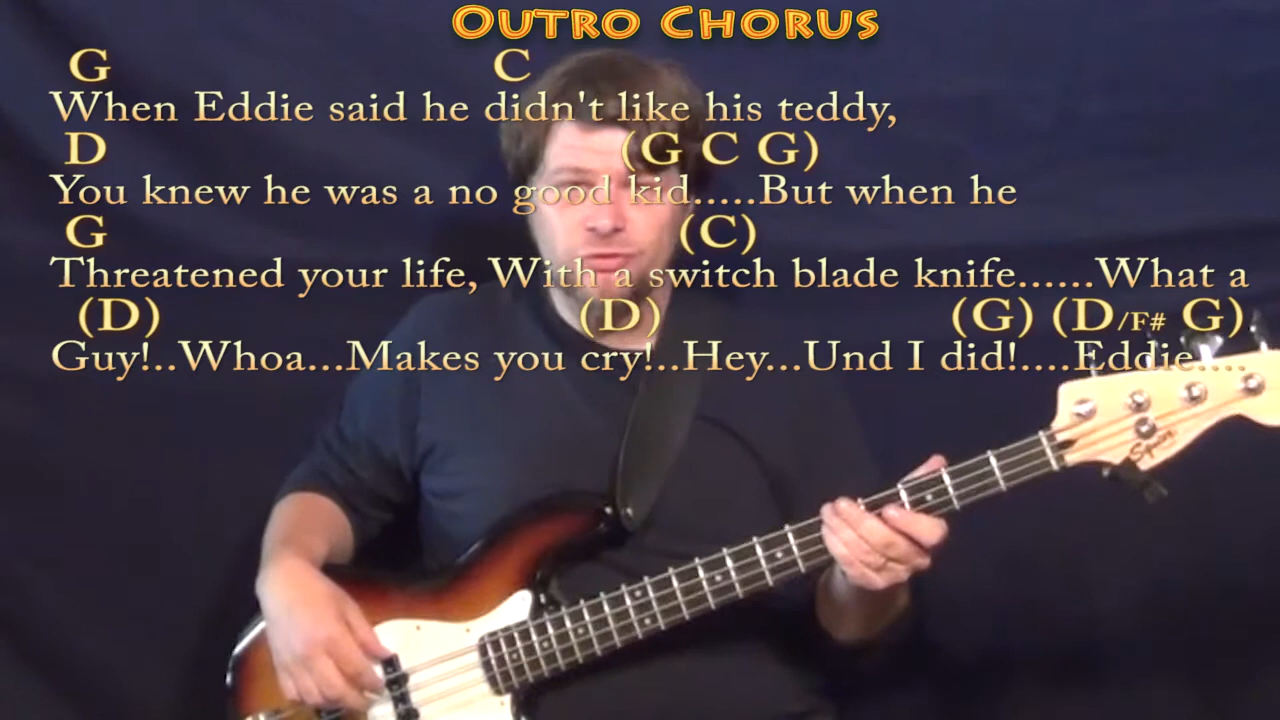 OUTRO CHORUS
G C
When Eddie said he didn't like his teddy,
D (G C G)
You knew he was a no good kid.....But when he
G (C)
Threatened your life, With a switch blade knife......What a
(D) (D) (G) (D/F# G)
Guy!..Whoa...Makes you cry!..Hey...Und I did!....Eddie....
Squier